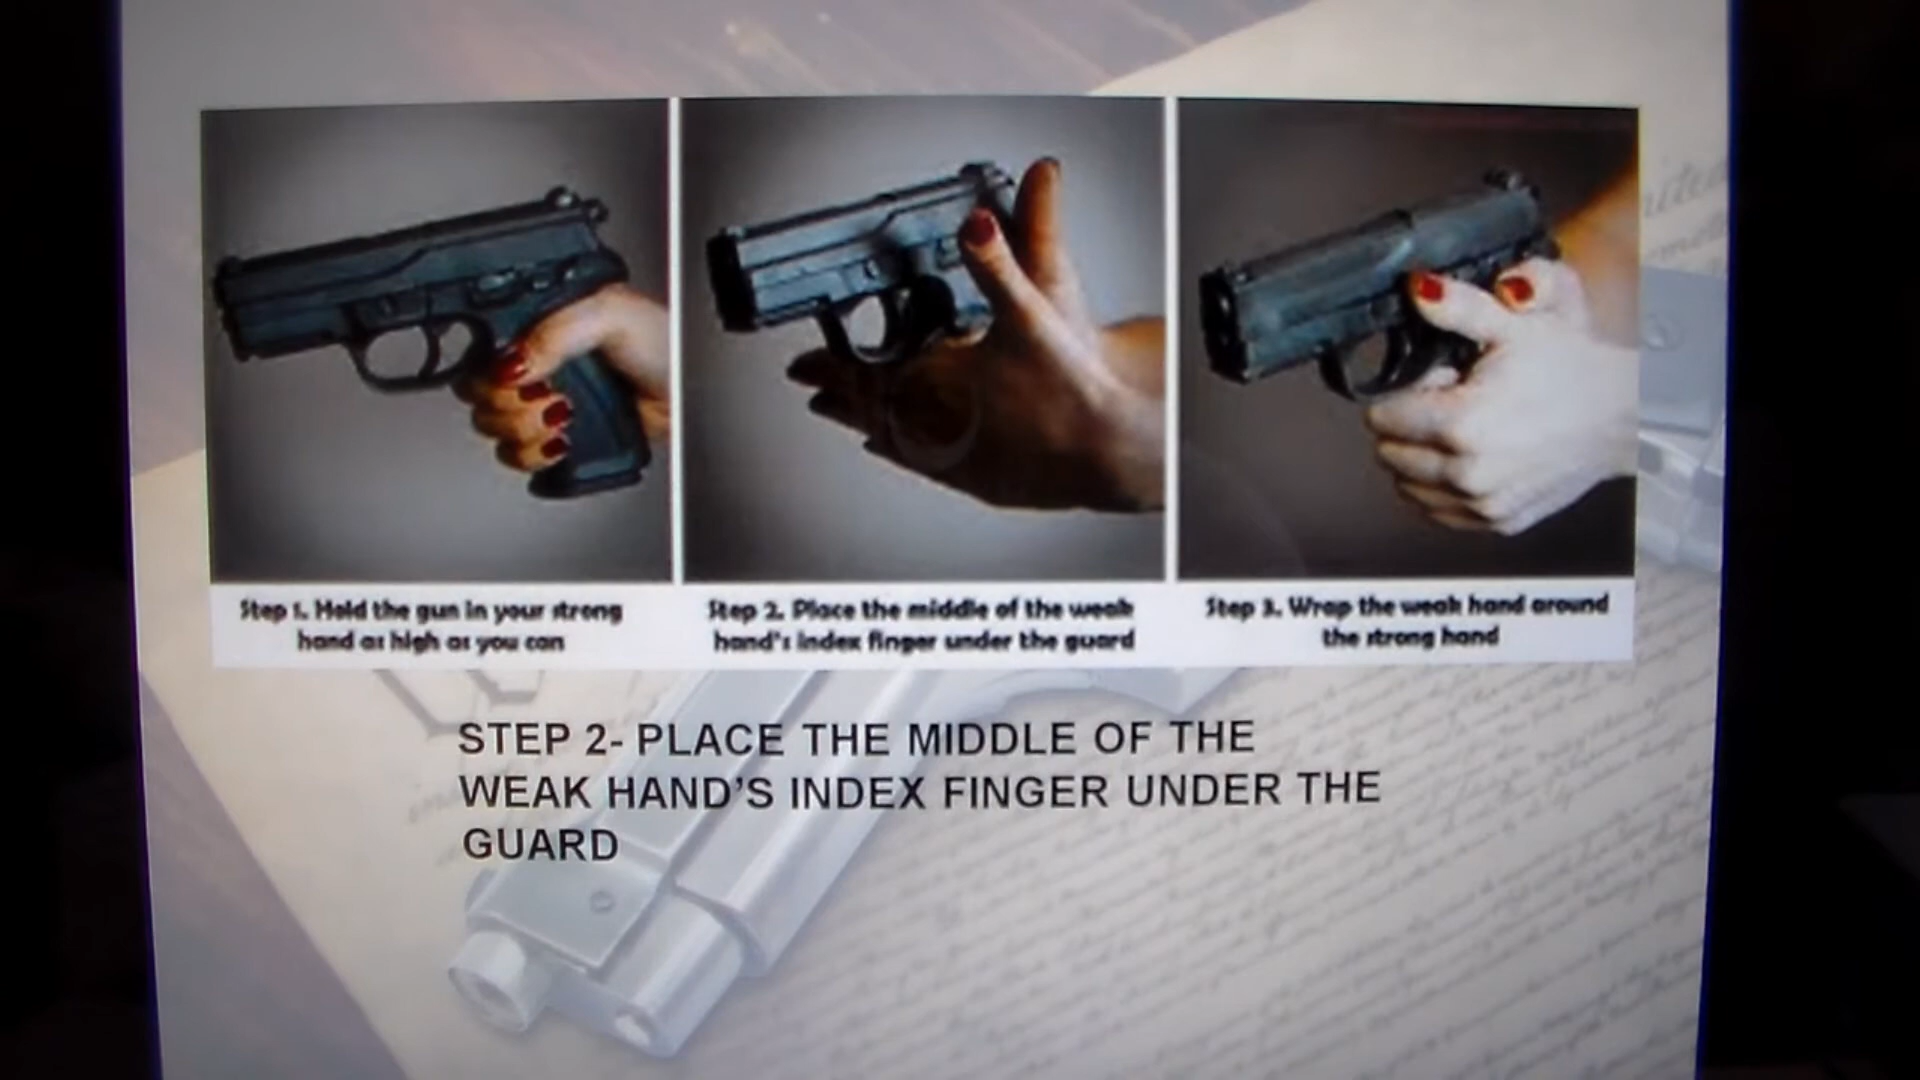 Step 1. Hold the gun in your strong
hand as high as you can
Step 2. Place the middle of the weak
hand's index finger under the guard
Step 3. Wrap the weak hand around
the strong hand
STEP 2- PLACE THE MIDDLE OF THE
WEAK HAND'S INDEX FINGER UNDER THE
GUARD